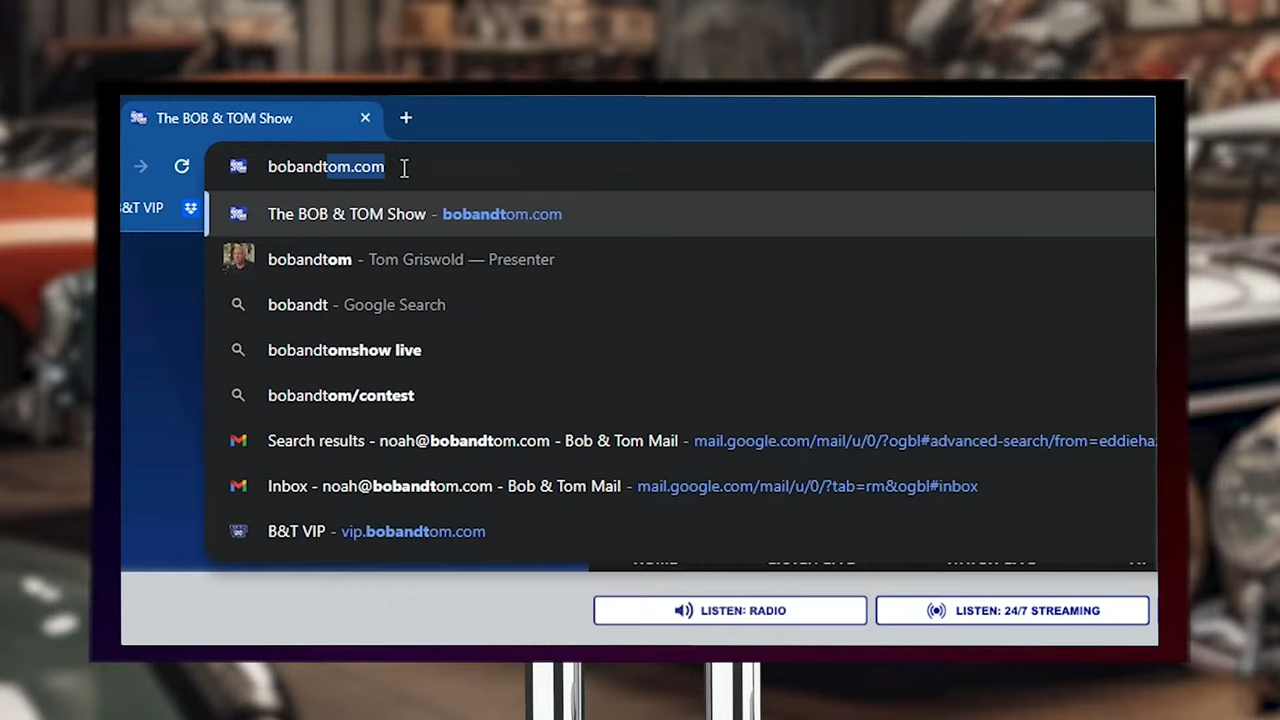 The BOB & TOM Show
bobandtom.com
&T VIP
The BOB & TOM Show - bobandtom.com
bobandtom - Tom Griswold — Presenter
bobandt - Google Search
bobandtomshow live
bobandtom/contest
Search results - noah@bobandtom.com - Bob & Tom Mail - mail.google.com/mail/u/0/?ogbl#advanced-search/from=eddieha
Inbox - noah@bobandtom.com - Bob & Tom Mail - mail.google.com/mail/u/0/?tab=rm&ogbl#inbox
B&T VIP - vip.bobandtom.com
LISTEN: RADIO
LISTEN: 24/7 STREAMING